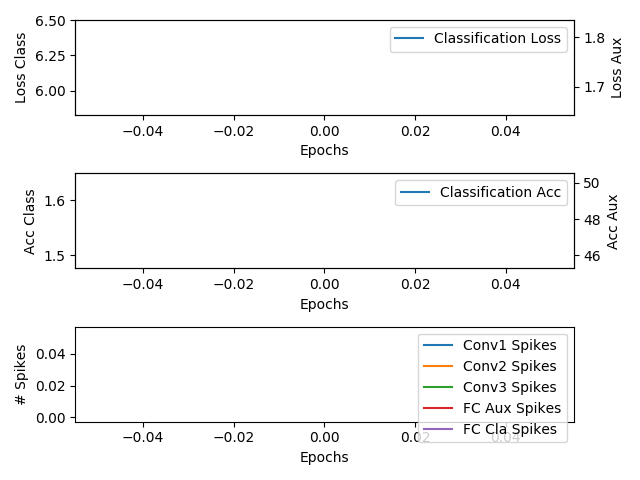 6.50
6.25
6.00
Loss Class
Classification Loss
1.8
1.7
Loss Aux
−0.04 −0.02 0.00 0.02 0.04
Epochs
1.6
1.5
Acc Class
Classification Acc
50
48
46
Acc Aux
−0.04 −0.02 0.00 0.02 0.04
Epochs
0.04
0.02
0.00
# Spikes
Conv1 Spikes
Conv2 Spikes
Conv3 Spikes
FC Aux Spikes
FC Cla Spikes
−0.04 −0.02 0.00 0.02 0.04
Epochs